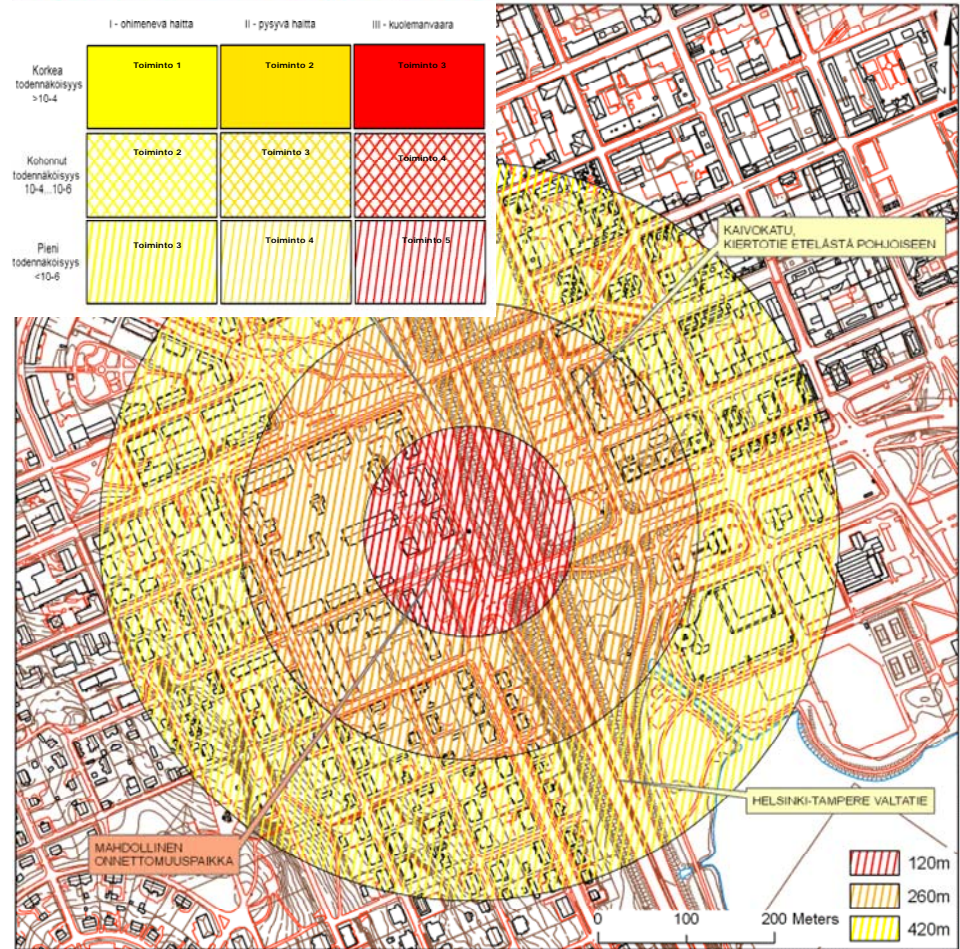 I - ohimenevä haitta
II - pysyvä haitta
III - kuolemanvaara
Korkea
todennäköisyys
>10-4
Toiminto 1
Toiminto 2
Toiminto 3
Kohonnut
todennäköisyys
10-4...10-6
Toiminto 2
Toiminto 3
Toiminto 4
Pieni
todennäköisyys
<10-6
Toiminto 3
Toiminto 4
Toiminto 5
N
KAIVOKATU,
KIERTOTIE ETELÄSTÄ POHJOISEEN
P
HELSINKI-TAMPERE VALTATIE
MAHDOLLINEN
ONNETTOMUUSPAIKKA
120m
260m
420m
0 100 200 Meters